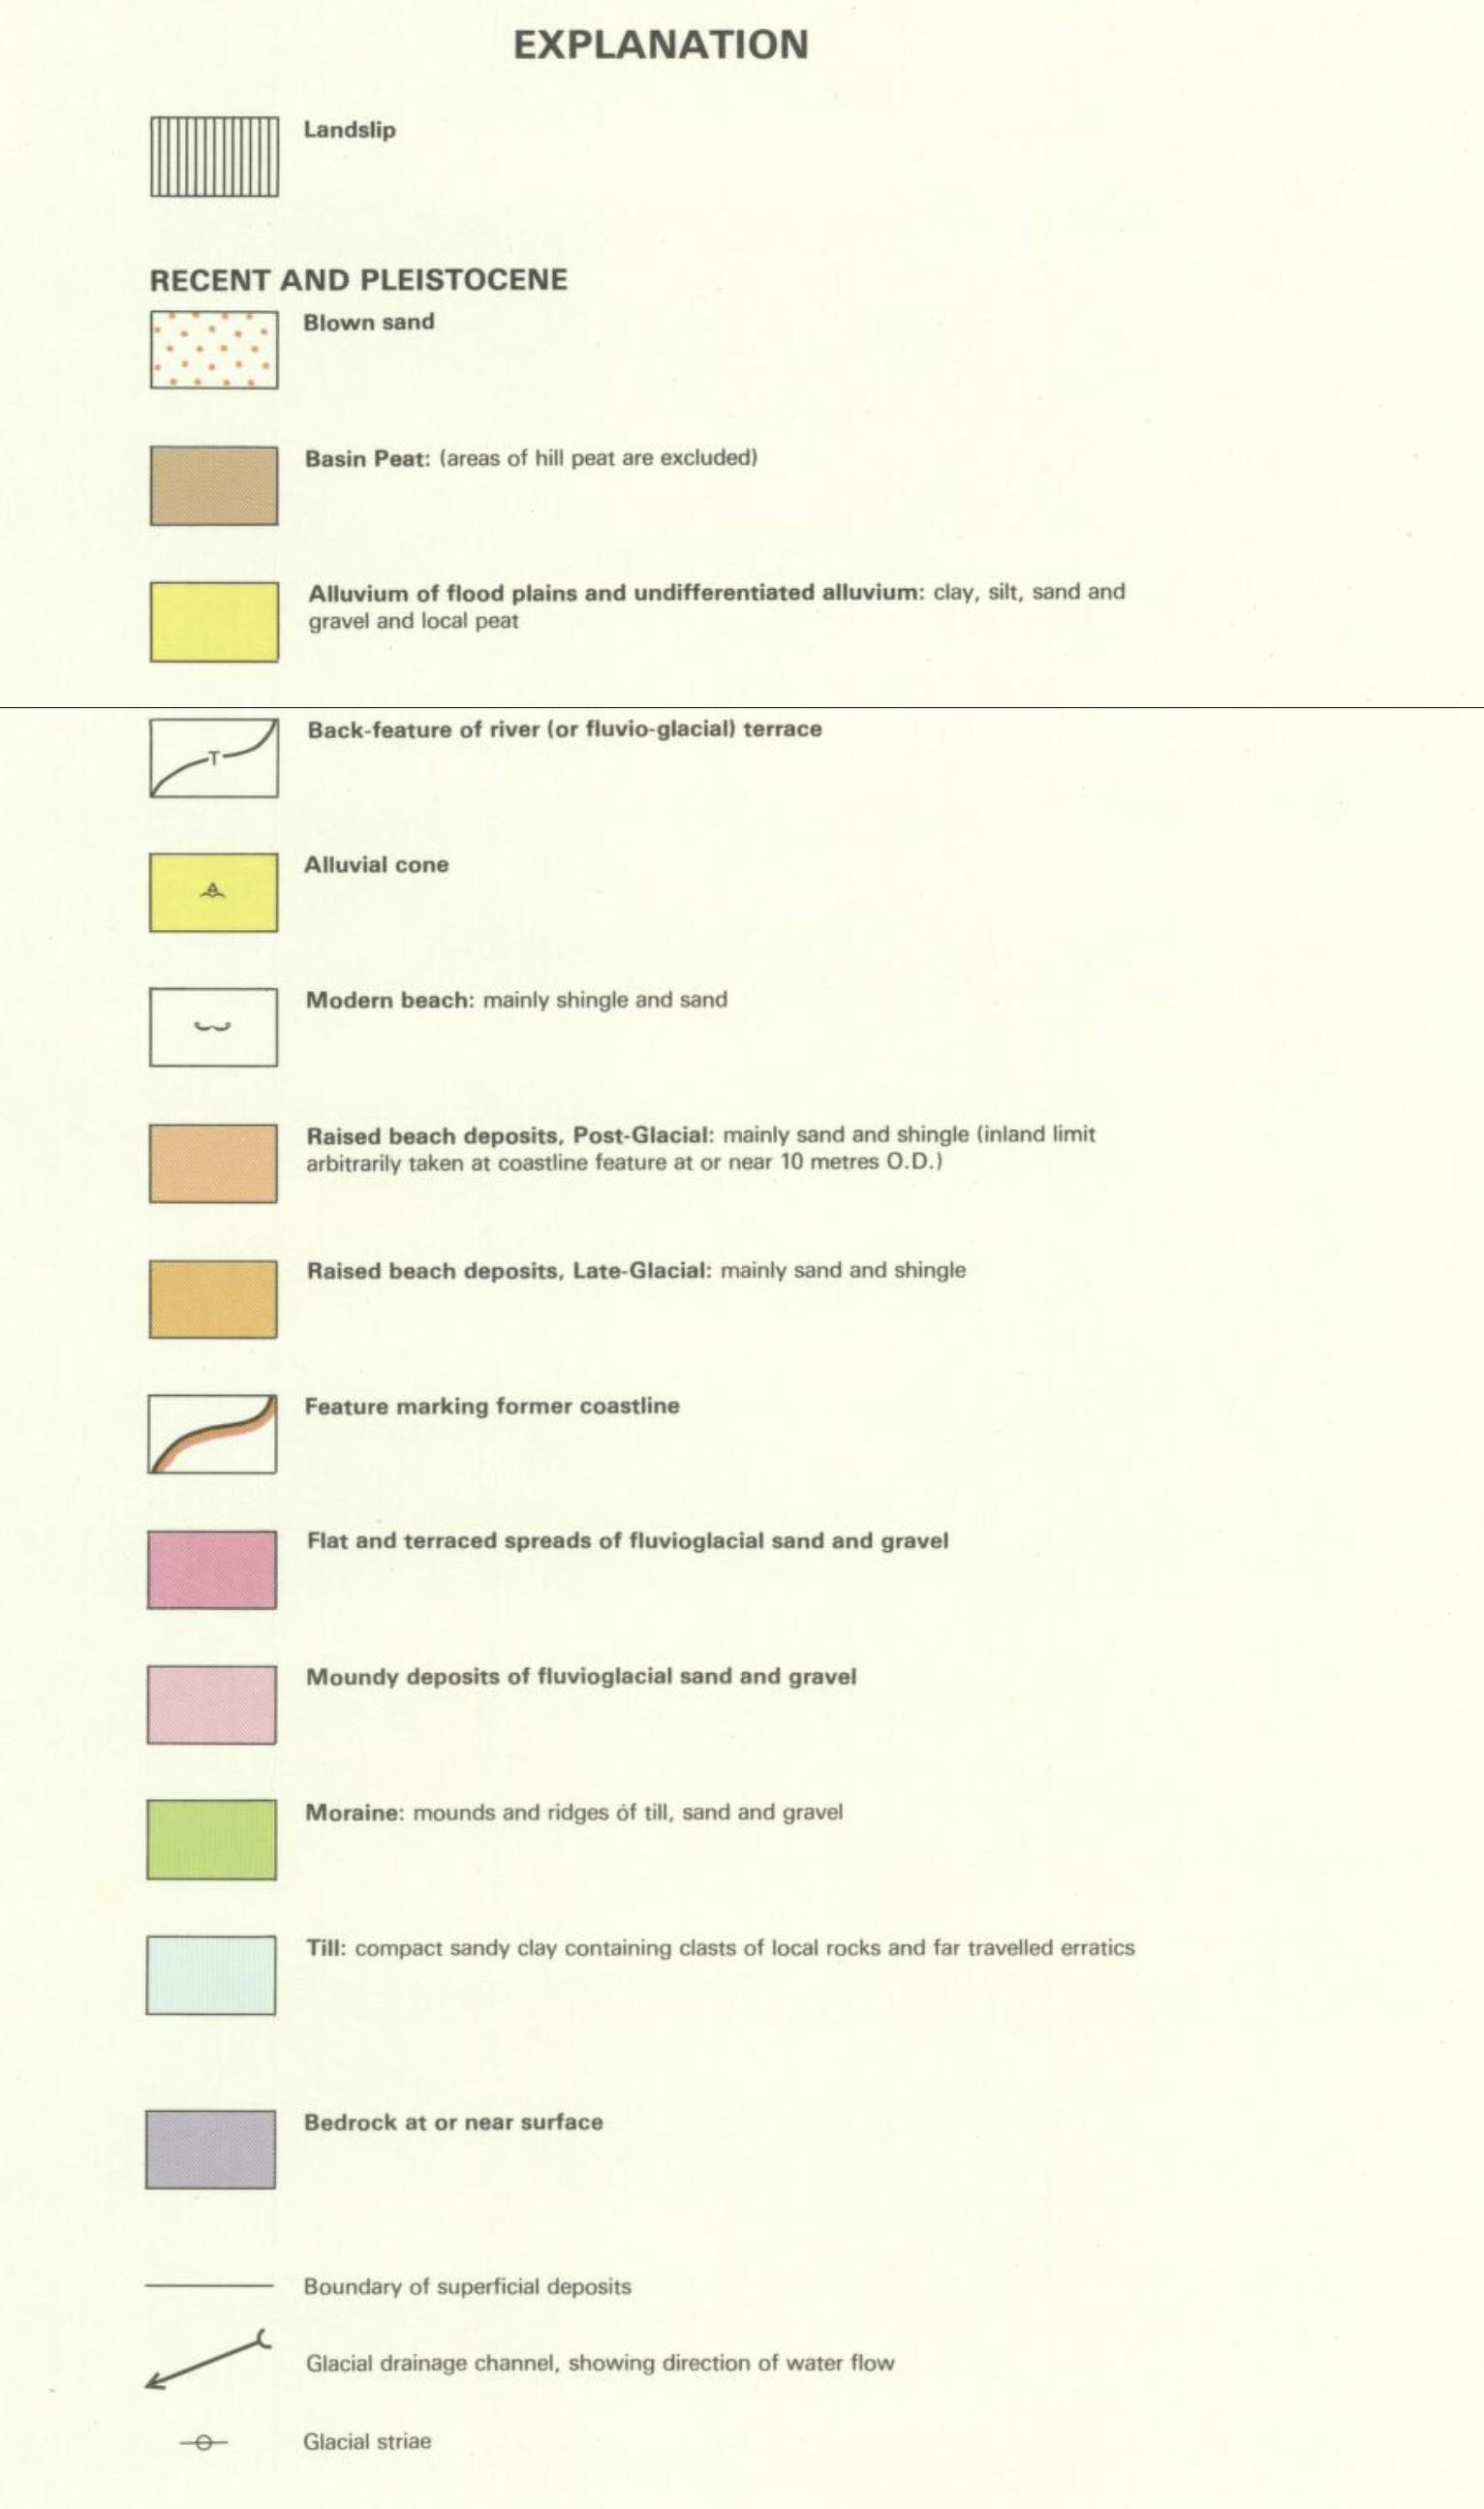 EXPLANATION
Landslip
RECENT AND PLEISTOCENE
Blown sand
Basin Peat: (areas of hill peat are excluded)
Alluvium of flood plains and undifferentiated alluvium: clay, silt, sand and
gravel and local peat
T
Back-feature of river (or fluvio-glacial) terrace
Alluvial cone
Modern beach: mainly shingle and sand
Raised beach deposits, Post-Glacial: mainly sand and shingle (inland limit
arbitrarily taken at coastline feature at or near 10 metres O.D.)
Raised beach deposits, Late-Glacial: mainly sand and shingle
Feature marking former coastline
Flat and terraced spreads of fluvioglacial sand and gravel
Moundy deposits of fluvioglacial sand and gravel
Moraine: mounds and ridges of till, sand and gravel
Till: compact sandy clay containing clasts of local rocks and far travelled erratics
Bedrock at or near surface
Boundary of superficial deposits
Glacial drainage channel, showing direction of water flow
Glacial striae